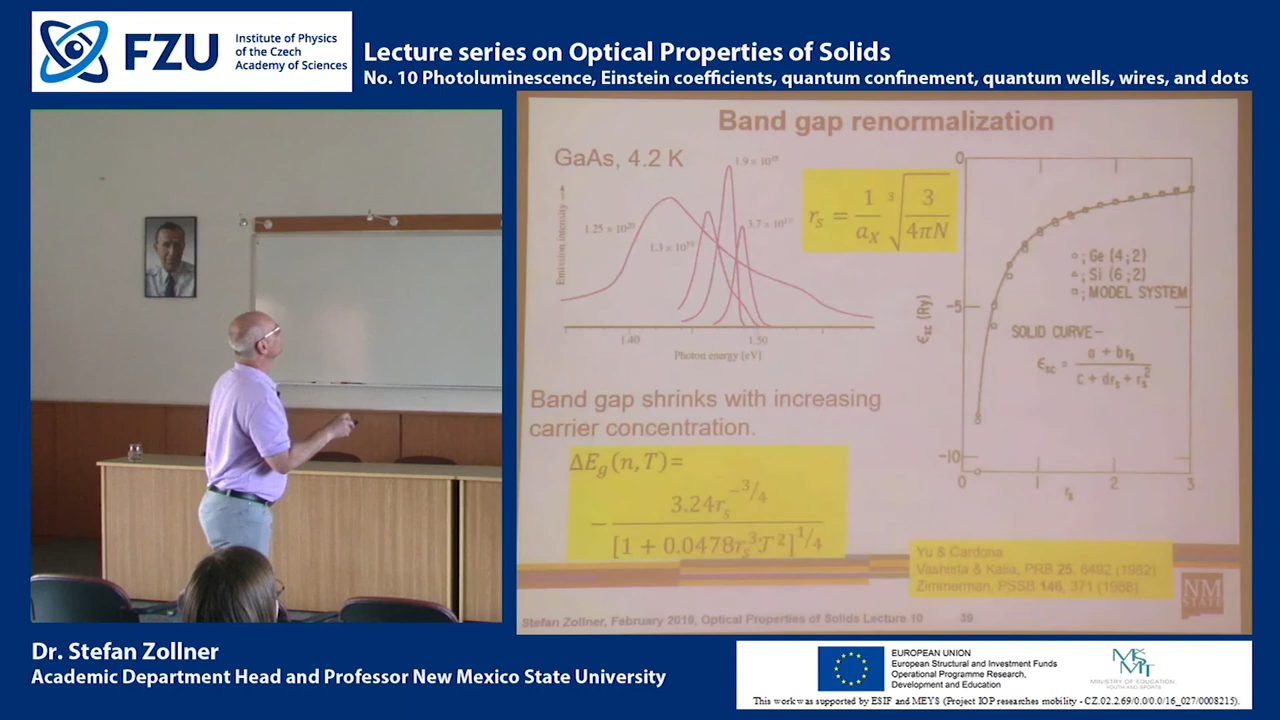 FZU
Institute of Physics
of the Czech
Academy of Sciences
Lecture series on Optical Properties of Solids
No. 10 Photoluminescence, Einstein coefficients, quantum confinement, quantum wells, wires, and dots
Band gap renormalization
GaAs, 4.2 K
Emission intensity →
1.25 × 10²⁰
1.3 × 10¹⁹
3.7 × 10¹⁷
1.40
1.50
Photon energy [eV]
r_s = 1/a_X ∛(3/4πN)
0
-5
-10
ϵxc (Ry)
Ge (4;2)
Si (6;2)
MODEL SYSTEM
SOLID CURVE–
ϵxc = (a + br_s)/(c + dr_s + r_s²)
0
1
2
3
r_s
Band gap shrinks with increasing
carrier concentration.
ΔE_g(n,T)=
− 3.24r_s^−3/4 / [1 + 0.0478r_s³𝒯²]^1/4
Yu & Cardona
Vashista & Kalia, PRB 25, 6492 (1982)
Zimmerman, PSSB 146, 371 (1988)
NM
STATE
Stefan Zollner, February 2019, Optical Properties of Solids Lecture 10 39
Dr. Stefan Zollner
Academic Department Head and Professor New Mexico State University
EUROPEAN UNION
European Structural and Investment Funds
Operational Programme Research,
Development and Education
MINISTRY OF EDUCATION,
YOUTH AND SPORTS
This work was supported by ESIF and MEYS (Project IOP researches mobility - CZ.02.2.69/0.0/0.0/16_027/0008215).